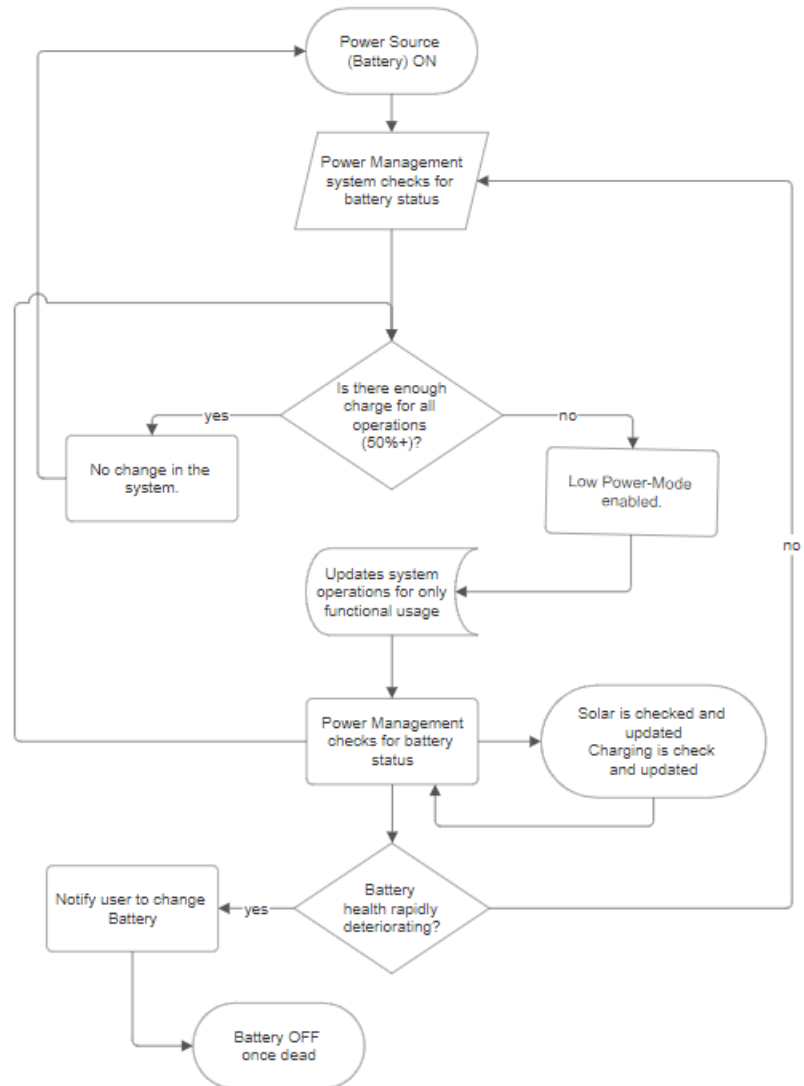 Power Source
(Battery) ON
Power Management
system checks for
battery status
Is there enough
charge for all
operations
(50%+)?
yes
no
No change in the
system.
Low Power-Mode
enabled.
no
Updates system
operations for only
functional usage
Power Management
checks for battery
status
Solar is checked and
updated
Charging is check
and updated
Battery
health rapidly
deteriorating?
yes
Notify user to change
Battery
Battery OFF
once dead